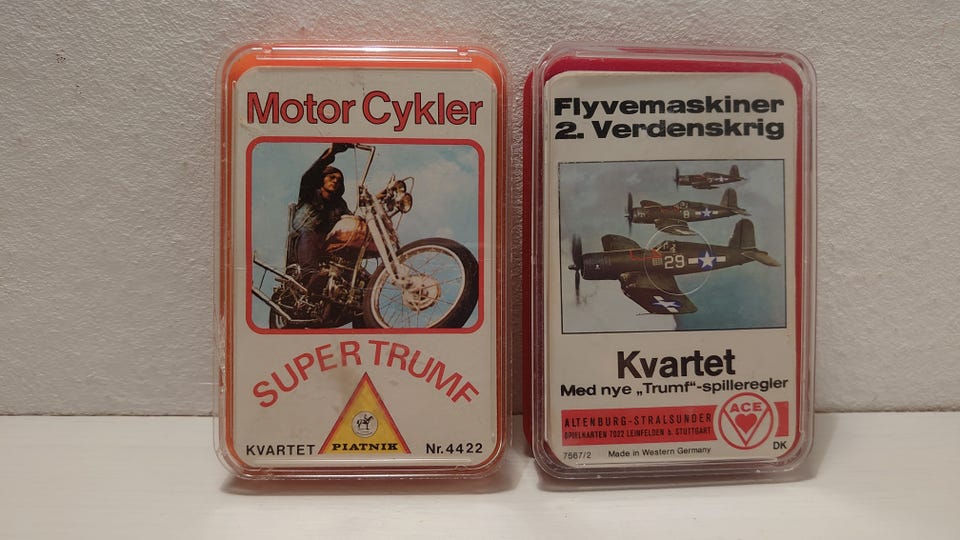 Motor Cykler
SUPER TRUMF
KVARTET
PIATNIK
Nr. 4422
Flyvemaskiner
2. Verdenskrig
29
8
Kvartet
Med nye „Trumf“-spilleregler
ALTENBURG-STRALSUNDER
SPIELKARTEN 7022 LEINFELDEN b. STUTTGART
ACE
7567/2 Made in Western Germany
DK